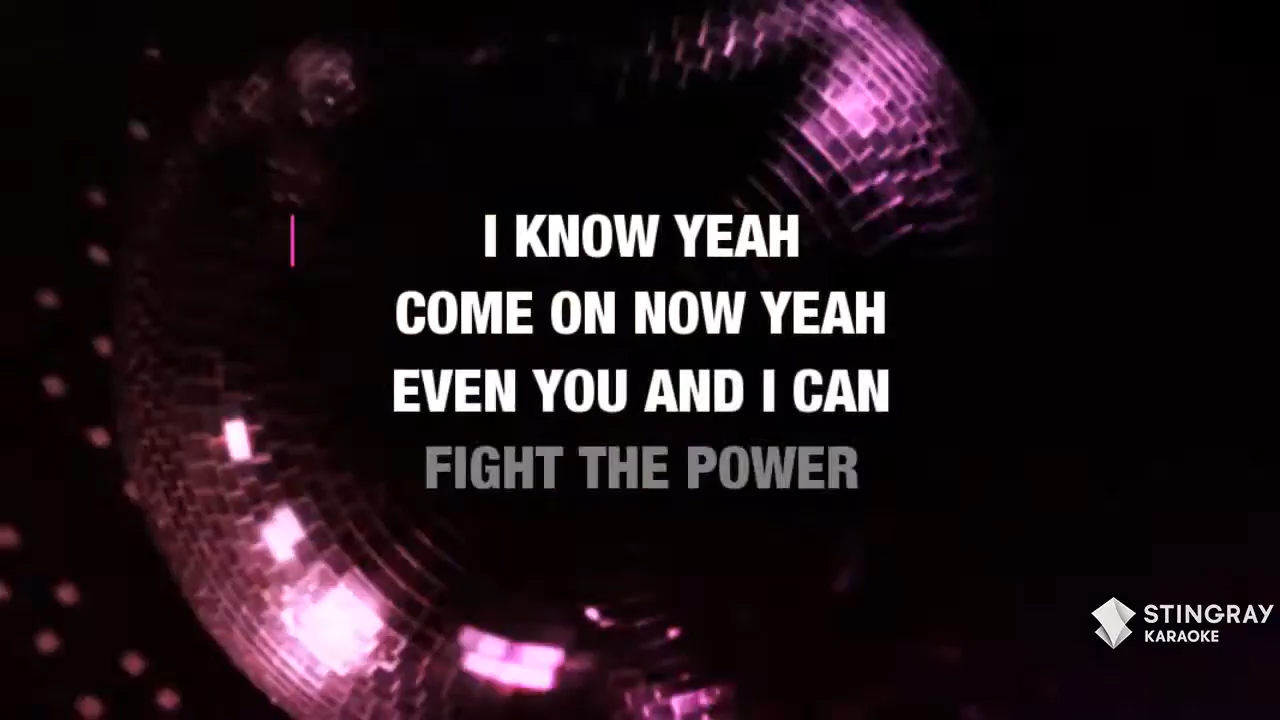 I KNOW YEAH
COME ON NOW YEAH
EVEN YOU AND I CAN
FIGHT THE POWER
STINGRAY
KARAOKE